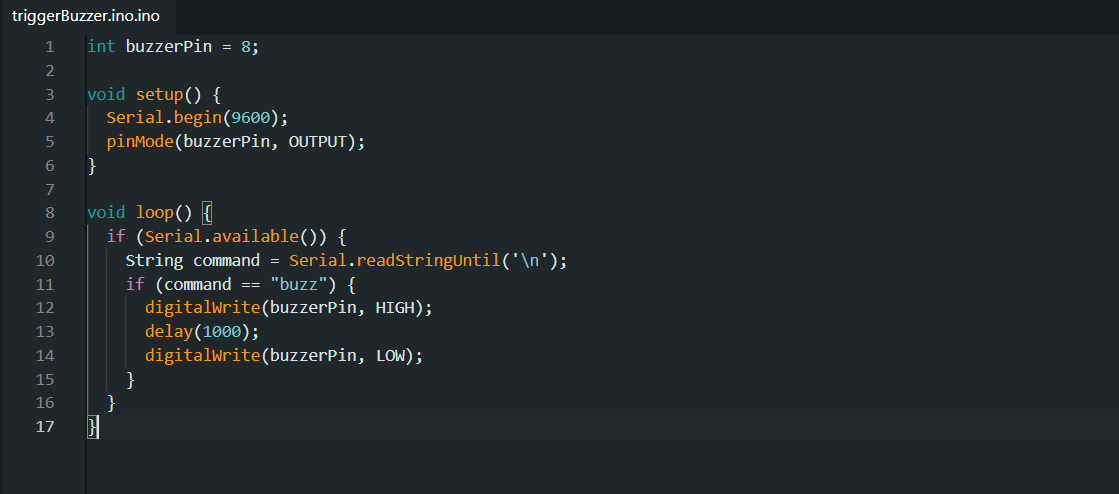 triggerBuzzer.ino.ino
1 int buzzerPin = 8;
2
3 void setup() {
4   Serial.begin(9600);
5   pinMode(buzzerPin, OUTPUT);
6 }
7
8 void loop() {
9   if (Serial.available()) {
10     String command = Serial.readStringUntil('\n');
11     if (command == "buzz") {
12       digitalWrite(buzzerPin, HIGH);
13       delay(1000);
14       digitalWrite(buzzerPin, LOW);
15     }
16   }
17 }